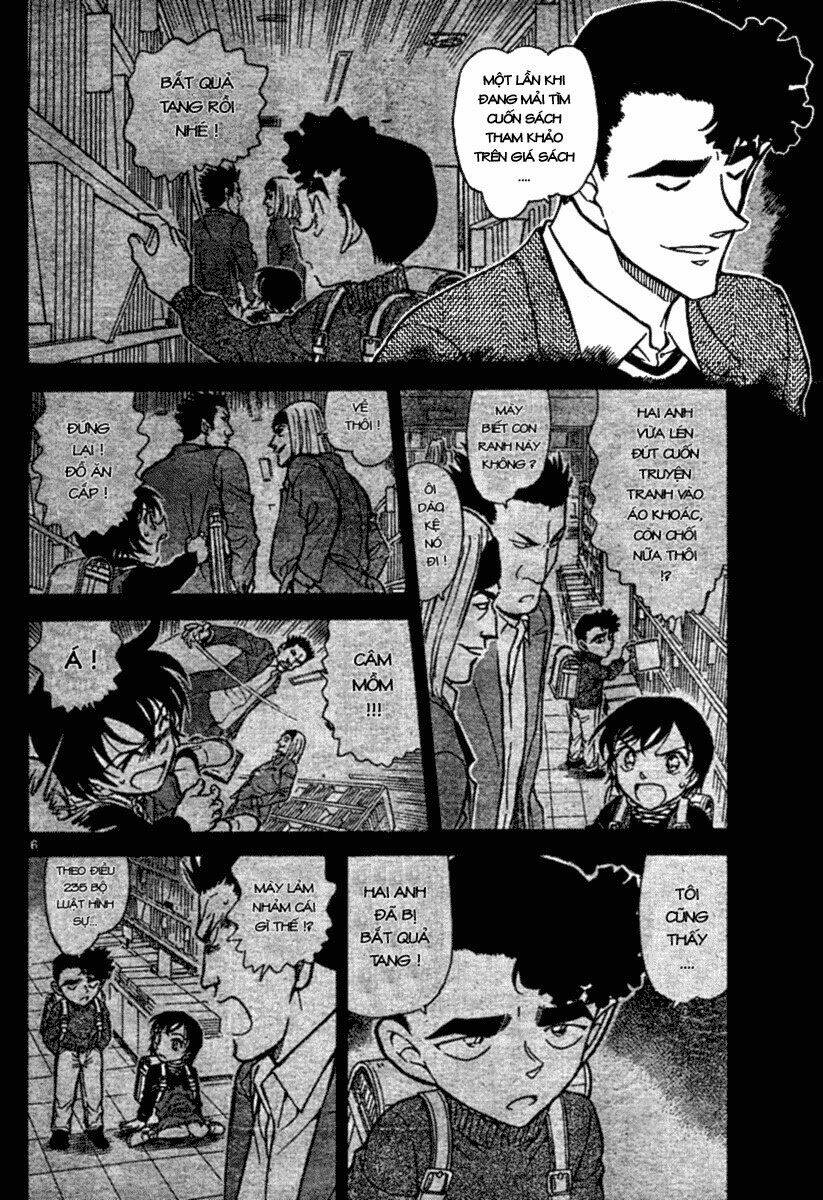 MỘT LẦN KHI
ĐANG MẢI TÌM
CUỐN SÁCH
THAM KHẢO
TRÊN GIÁ SÁCH
....
BẮT QUẢ
TANG RỒI
NHÉ !
HAI ANH
VỪA LÉN
ĐÚT CUỐN
TRUYỆN
TRANH VÀO
ÁO KHOÁC,
CÒN CHỐI
NỮA THÔI
!?
MÀY
BIẾT CON
RANH NÀY
KHÔNG ?
ÔI
DÀO
KỆ
NÓ
ĐI !
VỀ
THÔI !
ĐỨNG
LẠI !
ĐỒ ĂN
CẮP !
CÂM
MỒM
!!!
Á !
6
TÔI
CŨNG
THẤY
....
HAI ANH
ĐÃ BỊ
BẮT QUẢ
TANG !
MÀY LẢM
NHẢM CÁI
GÌ THẾ !?
THEO ĐIỀU
235 BỘ
LUẬT HÌNH
SỰ...